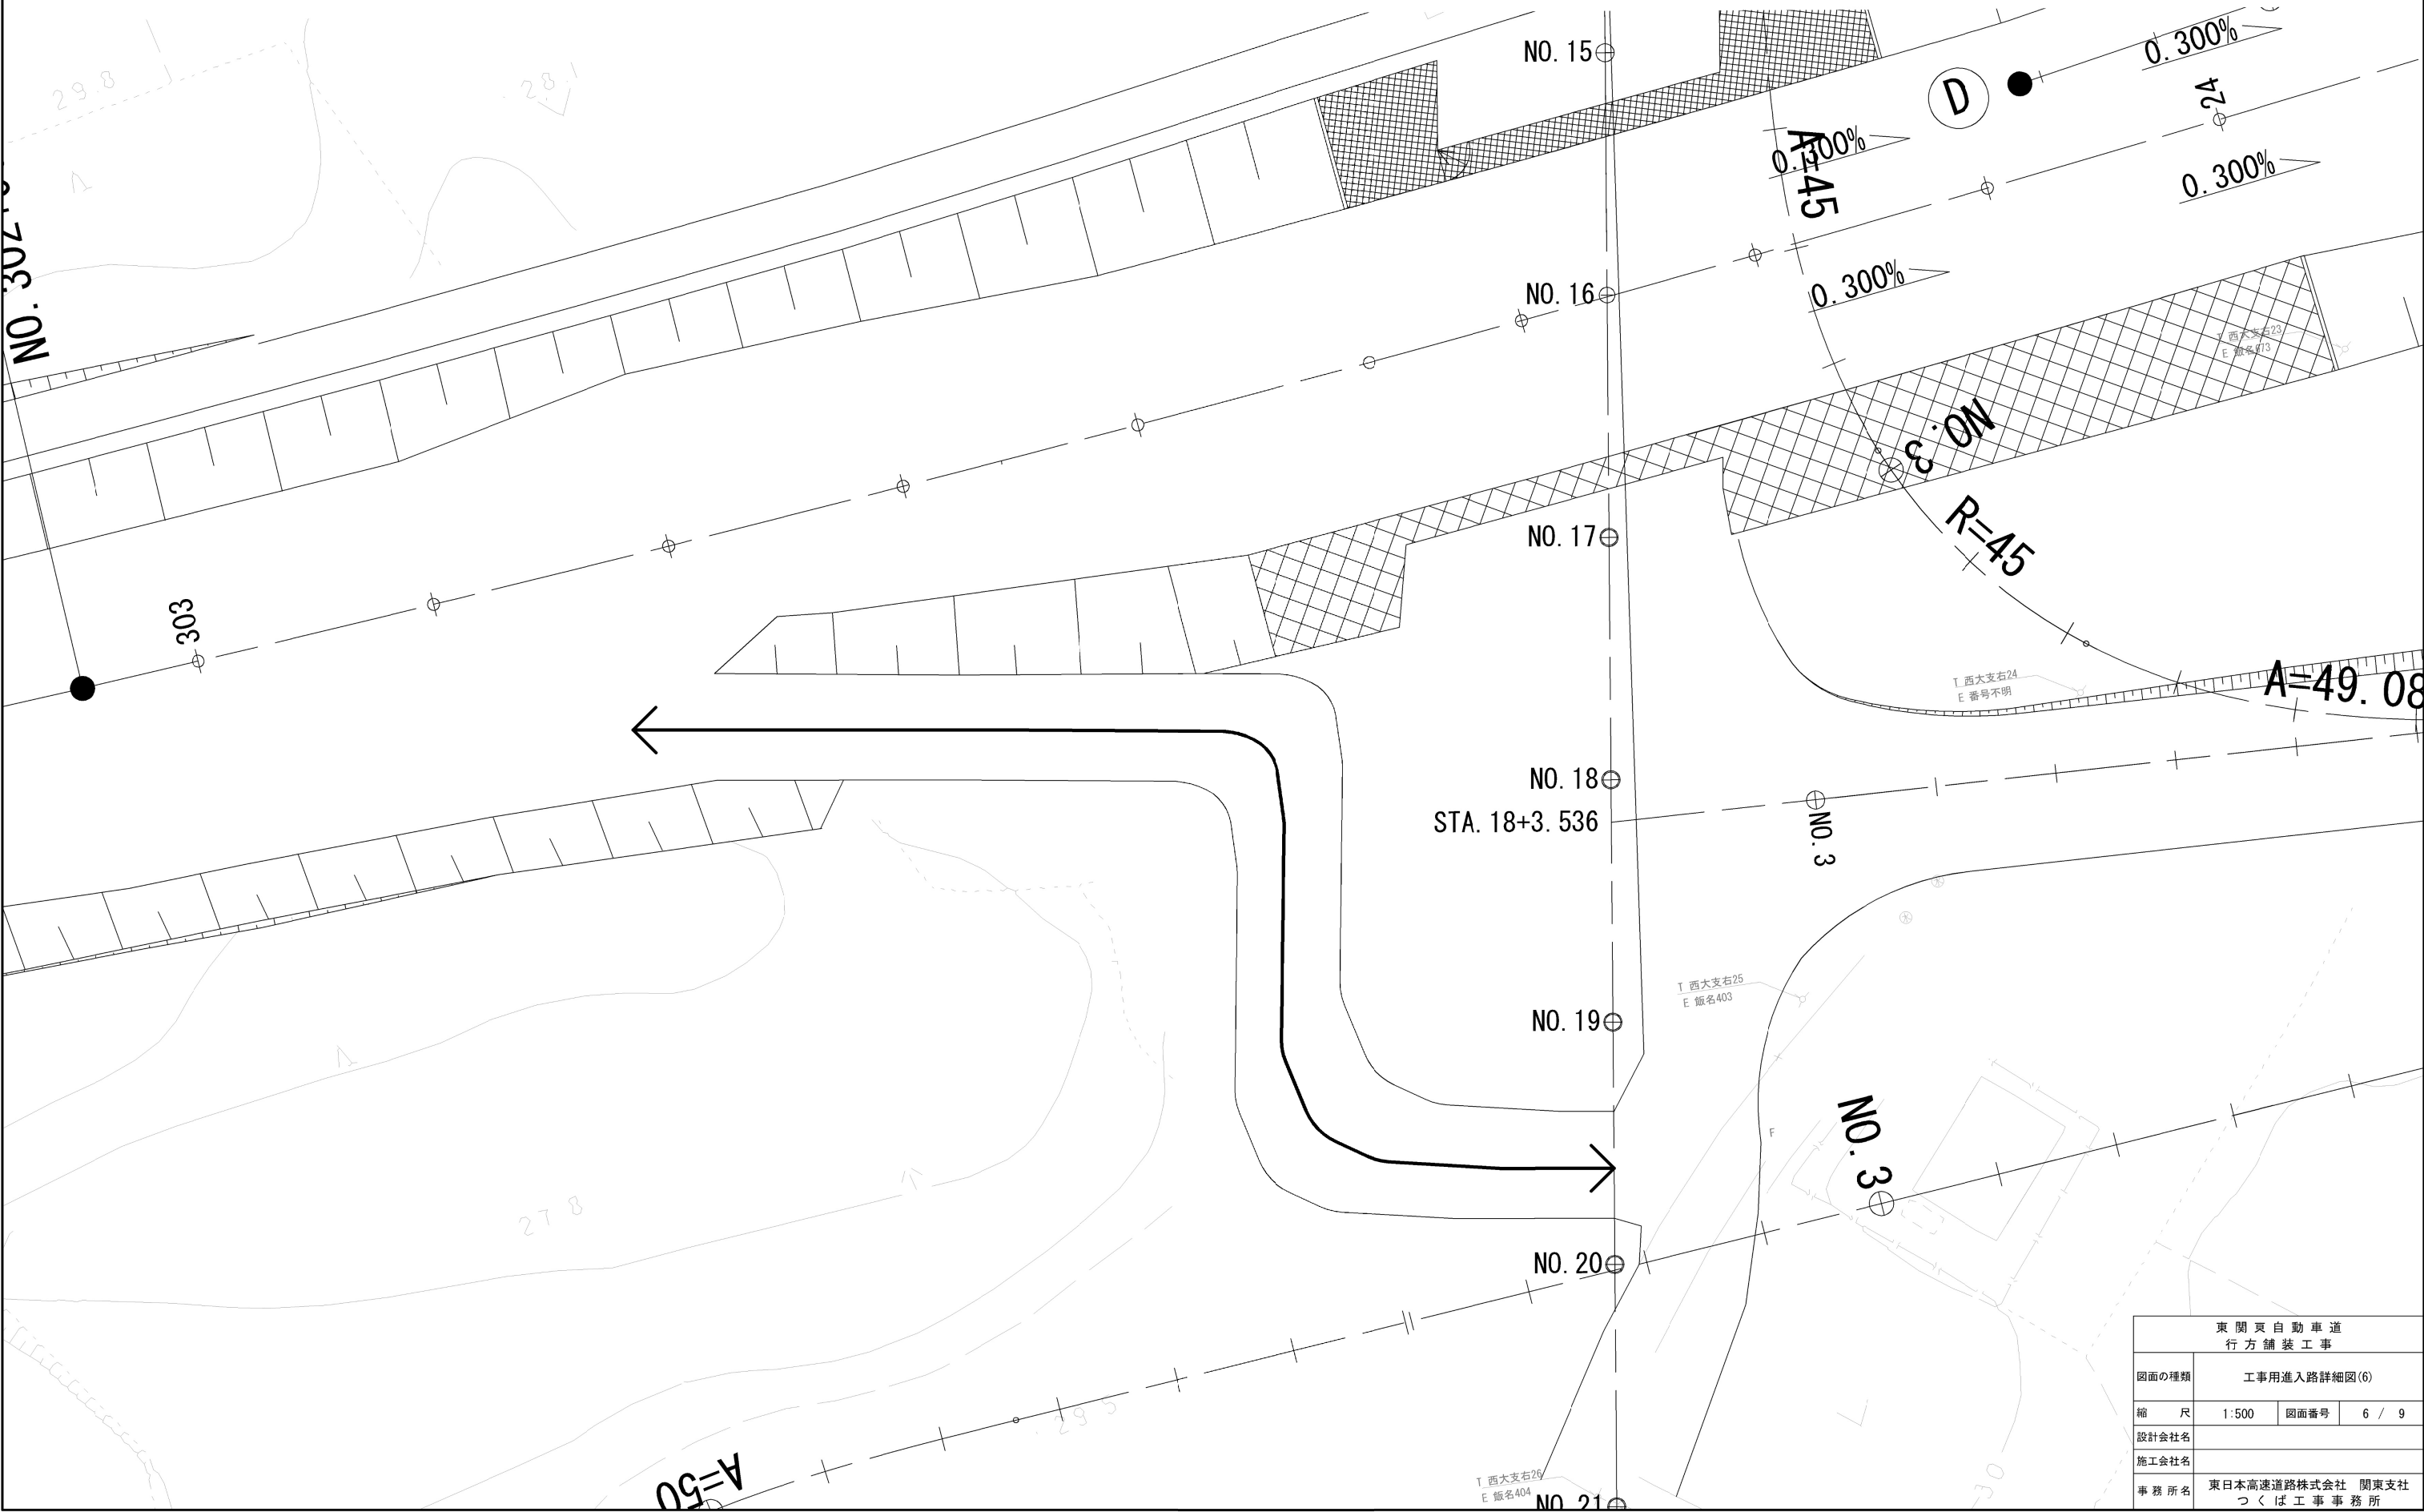 NO. 15
0. 300%
24
D
298
28
A=45
0. 300%
0. 300%
NO. 16
0. 300%
T 西大支右23
E 飯名673
NO. 3
NO. 17
R=45
303
T 西大支右24
E 番号不明
A=49. 08
NO. 18
STA. 18+3. 536
NO. 3
T 西大支右25
E 飯名403
NO. 19
F
NO. 3
278
NO. 20
295
A=50
T 西大支右26
E 飯名404
NO. 21
東関東自動車道
行方舗装工事
図面の種類 工事用進入路詳細図(6)
縮 尺 1:500 図面番号 6 / 9
設計会社名
施工会社名
事務所名 東日本高速道路株式会社 関東支社
つくば工事事務所